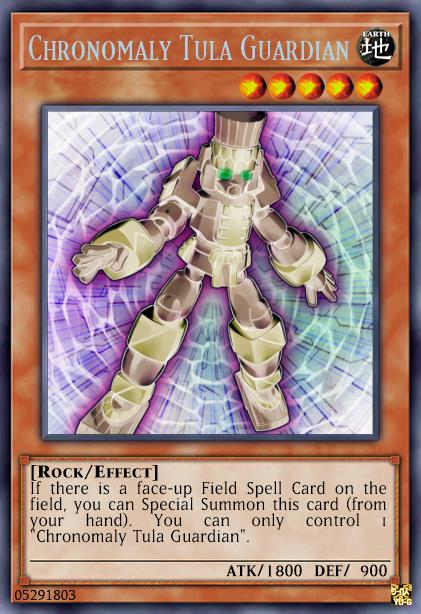 CHRONOMALY TULA GUARDIAN
EARTH
地
[ROCK/EFFECT]
If there is a face-up Field Spell Card on the
field, you can Special Summon this card (from
your hand). You can only control 1
"Chronomaly Tula Guardian".
ATK/1800 DEF/ 900
05291803